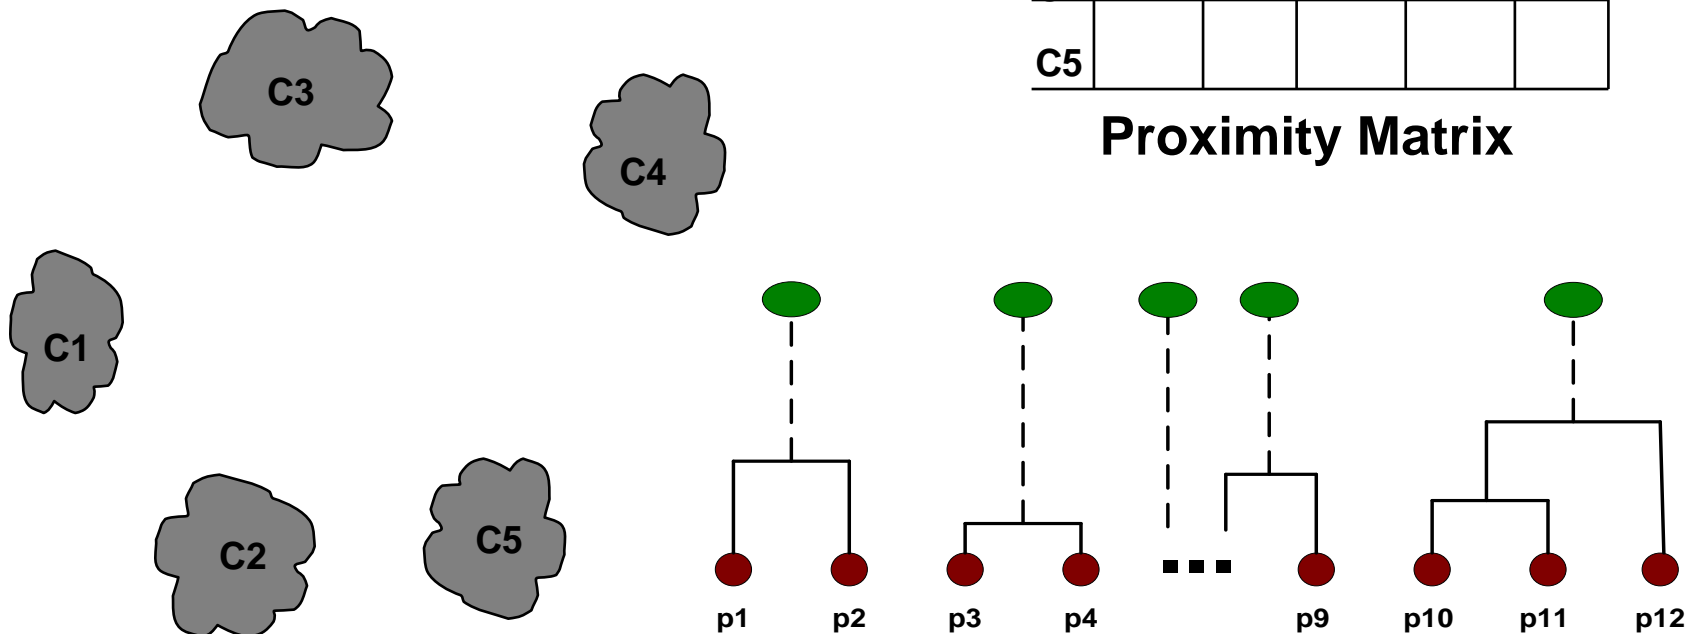 C3
C5
C4
Proximity Matrix
C1
C2
C5
p1 p2 p3 p4 ... p9 p10 p11 p12